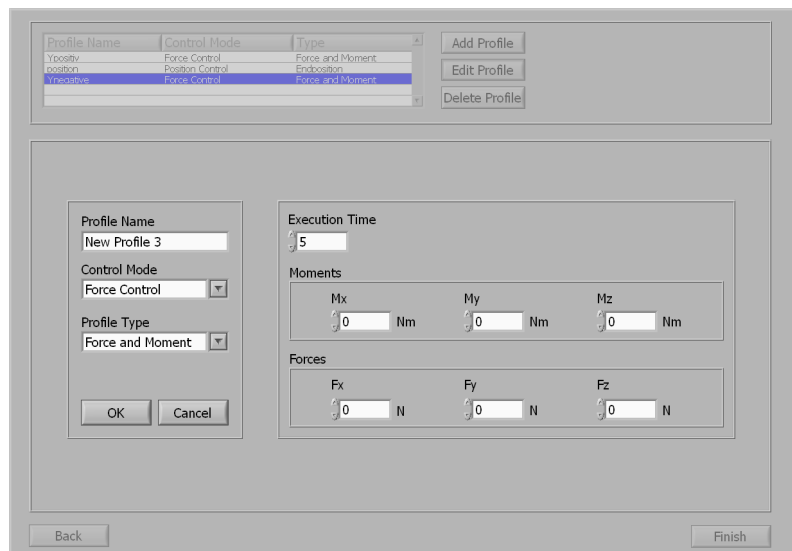 Profile Name Control Mode Type
Ypositiv Force Control Force and Moment
position Position Control Endposition
Ynegative Force Control Force and Moment
Add Profile
Edit Profile
Delete Profile
Profile Name
New Profile 3
Control Mode
Force Control
Profile Type
Force and Moment
OK Cancel
Execution Time
5
Moments
Mx My Mz
0 Nm 0 Nm 0 Nm
Forces
Fx Fy Fz
0 N 0 N 0 N
Back Finish